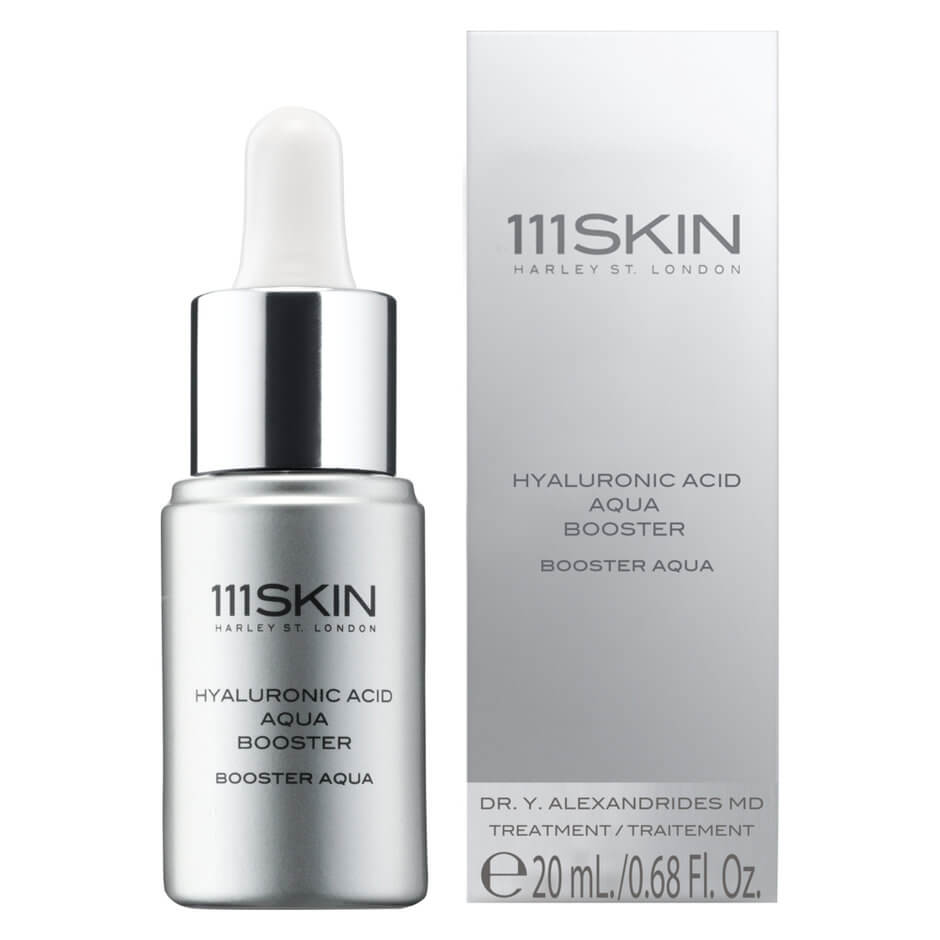 111SKIN
HARLEY ST. LONDON
HYALURONIC ACID
AQUA
BOOSTER
BOOSTER AQUA
111SKIN
HARLEY ST. LONDON
HYALURONIC ACID
AQUA
BOOSTER
BOOSTER AQUA
DR. Y. ALEXANDRIDES MD
TREATMENT / TRAITEMENT
℮ 20 mL./0.68 Fl. Oz.